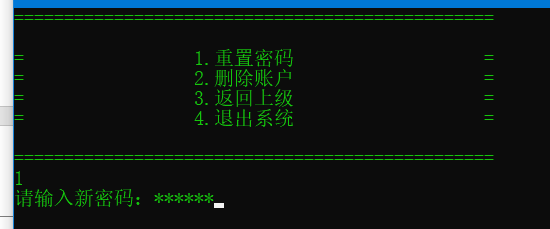 ================================================
=                 1.重置密码                   =
=                 2.删除账户                   =
=                 3.返回上级                   =
=                 4.退出系统                   =
================================================
1
请输入新密码：******